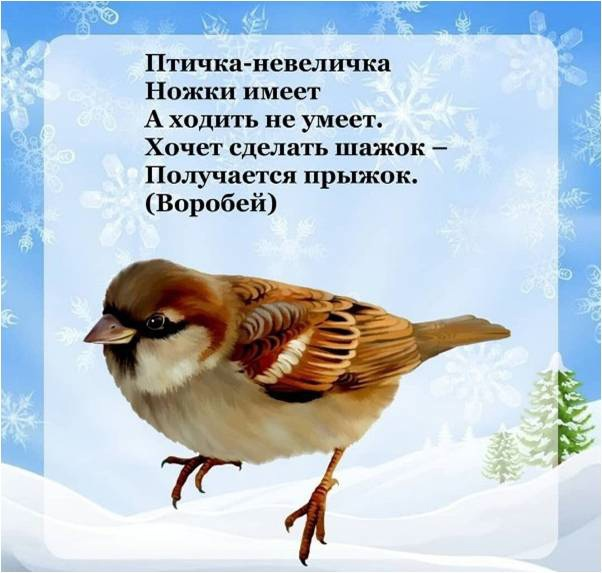 Птичка-невеличка
Ножки имеет
А ходить не умеет.
Хочет сделать шажок –
Получается прыжок.
(Воробей)